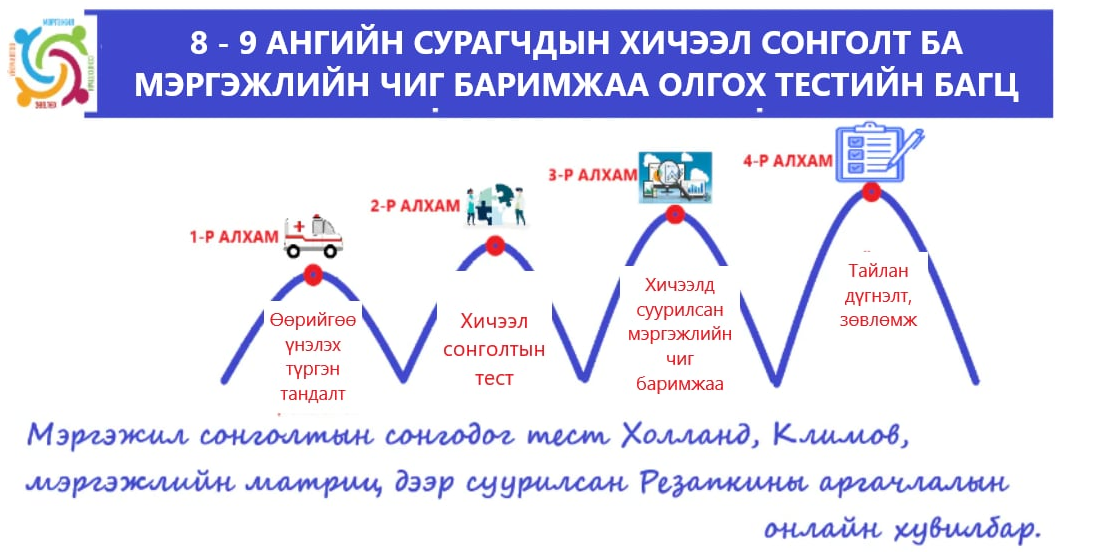 8 - 9 АНГИЙН СУРАГЧДЫН ХИЧЭЭЛ СОНГОЛТ БА
МЭРГЭЖЛИЙН ЧИГ БАРИМЖАА ОЛГОХ ТЕСТИЙН БАГЦ
1-Р АЛХАМ
Өөрийгөө
үнэлэх
түргэн
тандалт
2-Р АЛХАМ
Хичээл
сонголтын
тест
3-Р АЛХАМ
Хичээлд
суурилсан
мэргэжлийн
чиг
баримжаа
4-Р АЛХАМ
Тайлан
дүгнэлт,
зөвлөмж
Мэргэжил сонголтын сонгодог тест Холланд, Климов,
мэргэжлийн матриц дээр суурилсан Резапкины аргачлалын
онлайн хувилбар.